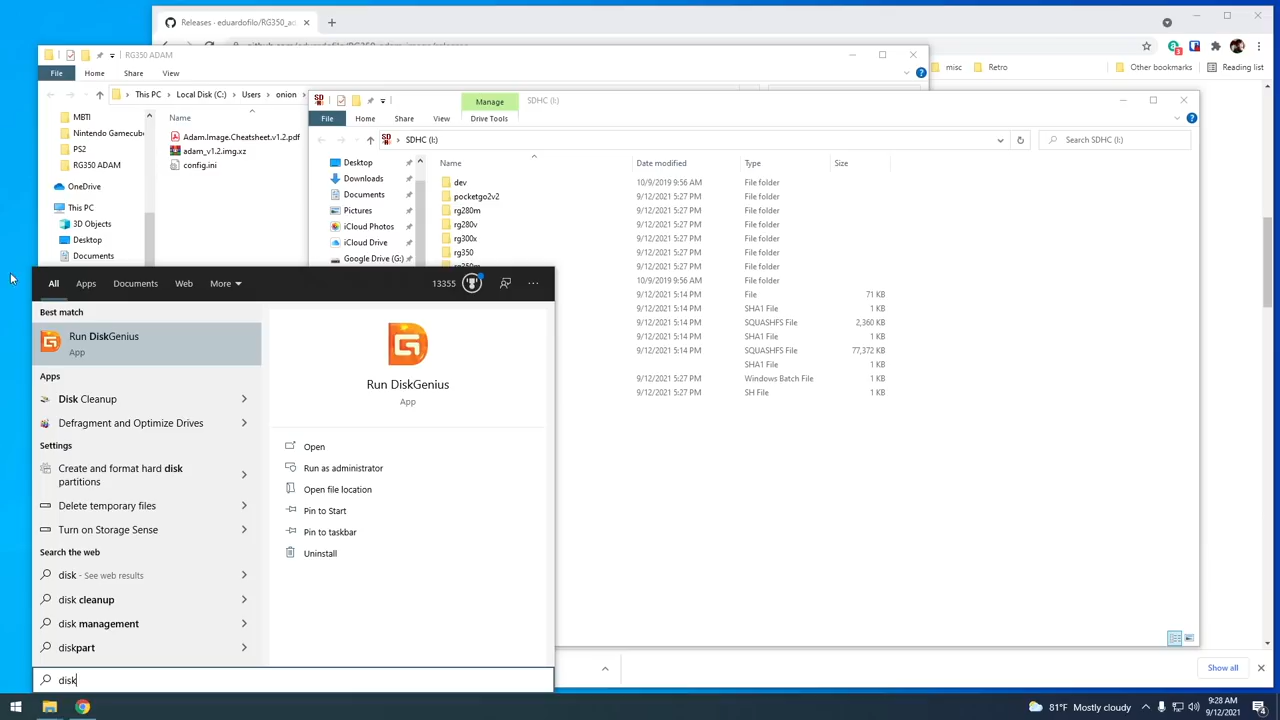 Releases - eduardofilo/RG350_ad
RG350 ADAM
File Home Share View
This PC > Local Disk (C:) > Users > onion
misc
Retro
Other bookmarks
Reading list
MBTI
Nintendo Gamecub
PS2
RG350 ADAM
OneDrive
This PC
3D Objects
Desktop
Documents
Name
Adam.Image.Cheatsheet.v1.2.pdf
adam_v1.2.img.xz
config.ini
Manage
SDHC (I:)
File Home Share View Drive Tools
SDHC (I:)
Search SDHC (I:)
Desktop
Downloads
Documents
Pictures
iCloud Photos
iCloud Drive
Google Drive (G:)
Name Date modified Type Size
dev 10/9/2019 9:56 AM File folder
pocketgo2v2 9/12/2021 5:27 PM File folder
rg280m 9/12/2021 5:27 PM File folder
rg280v 9/12/2021 5:27 PM File folder
rg300x 9/12/2021 5:27 PM File folder
rg350 9/12/2021 5:27 PM File folder
9/12/2021 5:27 PM File folder
10/9/2019 9:56 AM File folder
9/12/2021 5:14 PM File 71 KB
9/12/2021 5:14 PM SHA1 File 1 KB
9/12/2021 5:14 PM SQUASHFS File 2,360 KB
9/12/2021 5:14 PM SHA1 File 1 KB
9/12/2021 5:14 PM SQUASHFS File 77,372 KB
9/12/2021 5:14 PM SHA1 File 1 KB
9/12/2021 5:27 PM Windows Batch File 1 KB
9/12/2021 5:27 PM SH File 1 KB
All Apps Documents Web More
13355
Best match
Run DiskGenius
App
Apps
Disk Cleanup
Defragment and Optimize Drives
Settings
Create and format hard disk
partitions
Delete temporary files
Turn on Storage Sense
Search the web
disk - See web results
disk cleanup
disk management
diskpart
disk
Run DiskGenius
App
Open
Run as administrator
Open file location
Pin to Start
Pin to taskbar
Uninstall
Show all
81°F Mostly cloudy
9:28 AM
9/12/2021